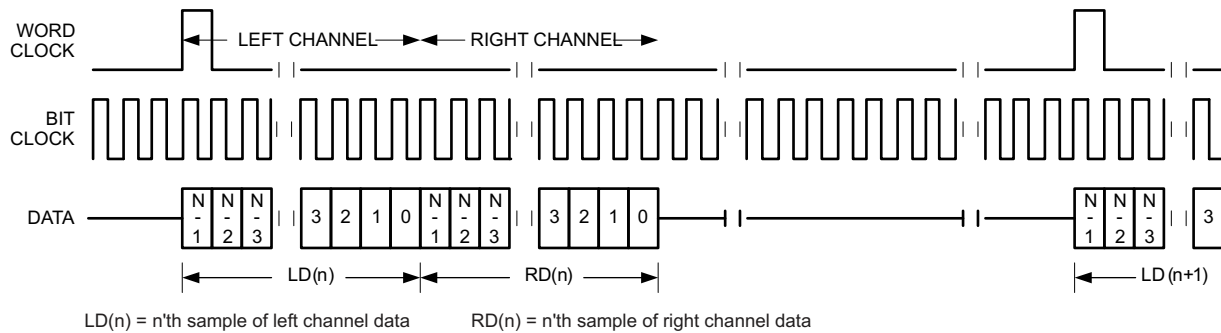 WORD
CLOCK
LEFT CHANNEL
RIGHT CHANNEL
BIT
CLOCK
DATA
N-1 N-2 N-3 3 2 1 0 N-1 N-2 N-3 3 2 1 0 N-1 N-2 N-3 3
LD(n) RD(n) LD(n+1)
LD(n) = n'th sample of left channel data RD(n) = n'th sample of right channel data